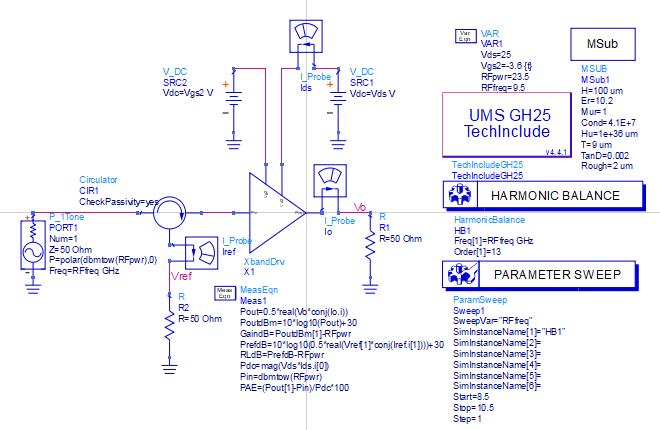 V_DC
SRC2
Vdc=Vgs2 V
I_Probe
Ids
V_DC
SRC1
Vdc=Vds V
Var
Eqn
VAR
VAR1
Vds=25
Vgs2=-3.6 {t}
RFpwr=23.5
RFfreq=9.5
MSub
MSUB
MSub1
H=100 um
Er=10.2
Mur=1
Cond=4.1E+7
Hu=1e+36 um
T=9 um
TanD=0.002
Rough=2 um
UMS GH25
TechInclude
v4.4.1
TechIncludeGH25
TechIncludeGH25
HARMONIC BALANCE
HarmonicBalance
HB1
Freq[1]=RFfreq GHz
Order[1]=13
PARAMETER SWEEP
ParamSweep
Sweep1
SweepVar="RFfreq"
SimInstanceName[1]="HB1"
SimInstanceName[2]=
SimInstanceName[3]=
SimInstanceName[4]=
SimInstanceName[5]=
SimInstanceName[6]=
Start=8.5
Stop=10.5
Step=1
Circulator
CIR1
CheckPassivity=yes
P_1Tone
PORT1
Num=1
Z=50 Ohm
P=polar(dbmtow(RFpwr),0)
Freq=RFfreq GHz
I_Probe
Iref
Vref
R
R2
R=50 Ohm
XbandDrv
X1
I_Probe
Io
Vo
R
R1
R=50 Ohm
Meas
Eqn
MeasEqn
Meas1
Pout=0.5*real(Vo*conj(Io.i))
PoutdBm=10*log10(Pout)+30
GaindB=PoutdBm[1]-RFpwr
PrefdB=10*log10(0.5*real(Vref[1]*conj(Iref.i[1])))+30
RLdB=PrefdB-RFpwr
Pdc=mag(Vds*Ids.i[0])
Pin=dbmtow(RFpwr)
PAE=(Pout[1]-Pin)/Pdc*100